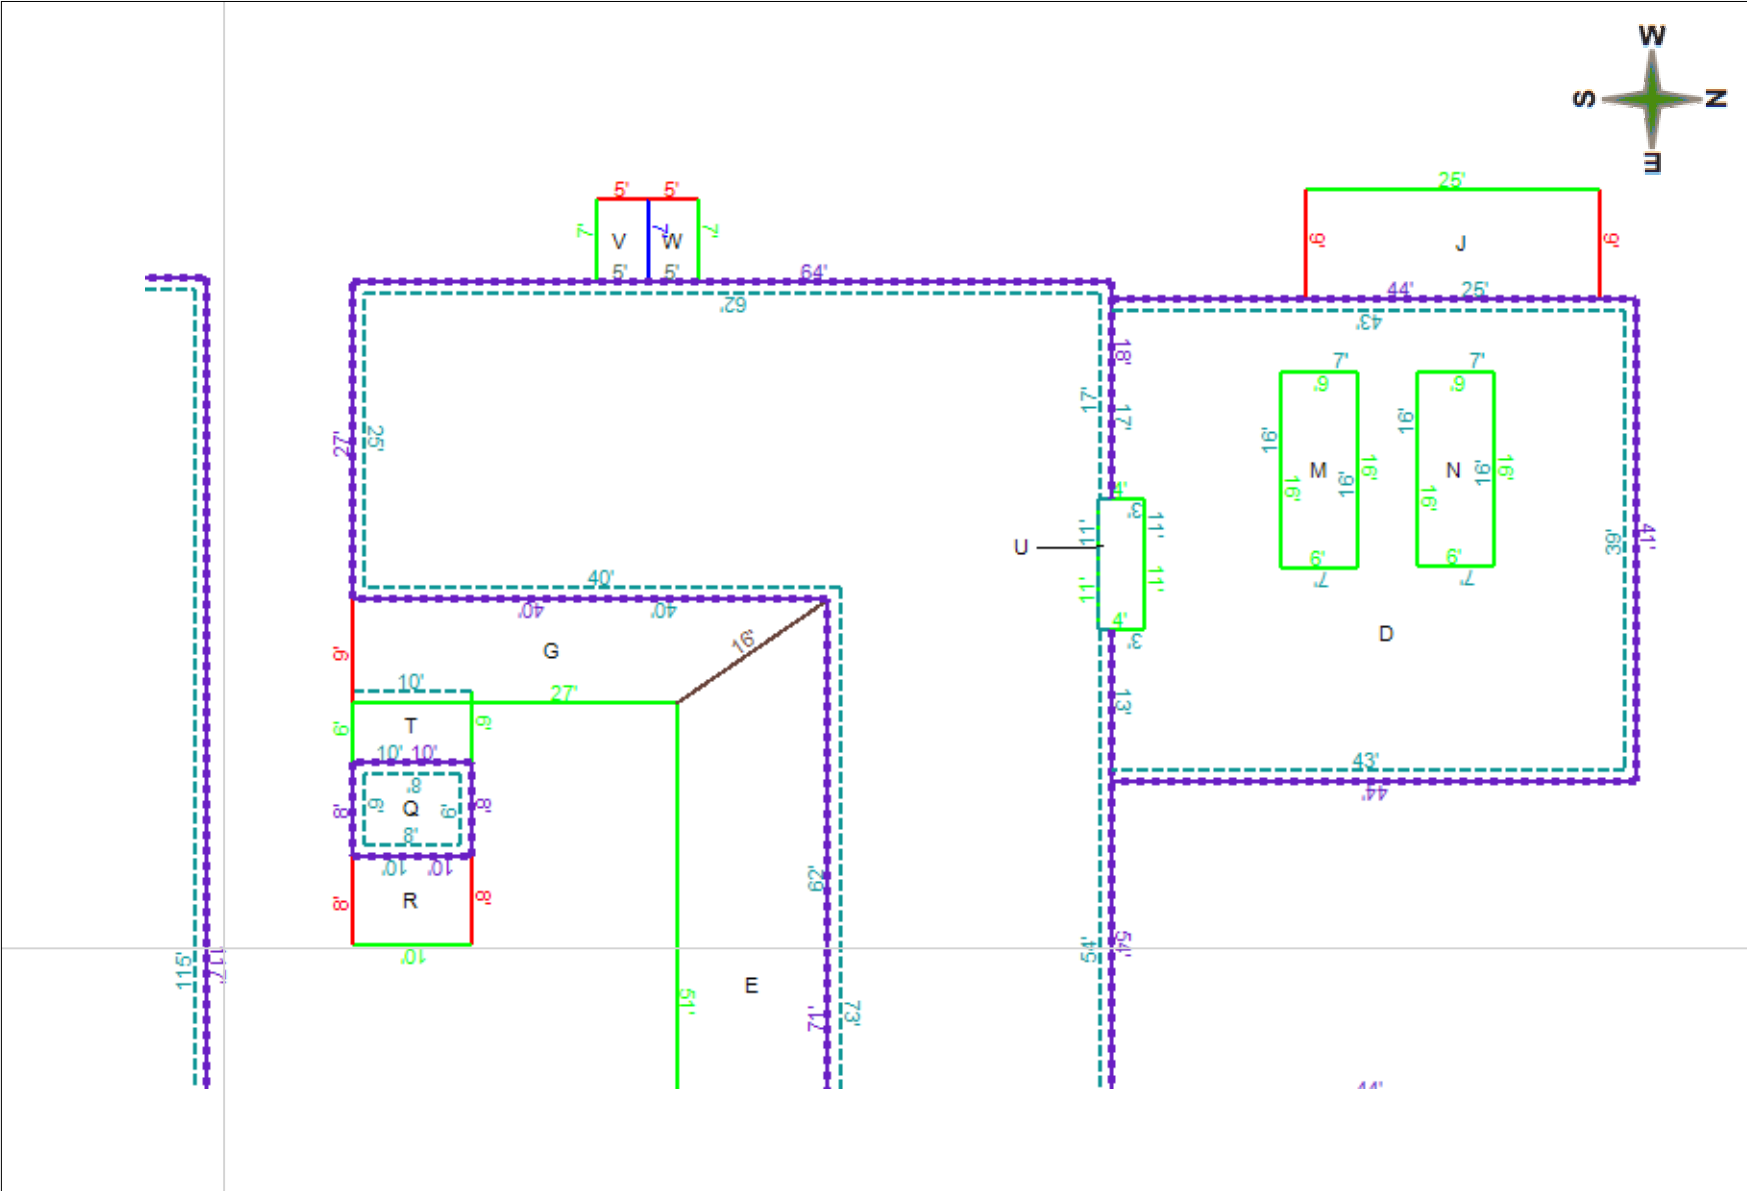 W
S N
E
25'
5' 5'
7' V 7' W 7'
9' J 9'
5' 5' 64'
62'
44' 25'
43'
18'
7' 7'
6' 6'
17' 17'
16' 16'
27' 25'
M 16' N 16' 16'
16' 16' 16'
4'
3'
11' 11'
U
41'
39'
40'
11' 11'
40' 40'
4'
3'
6' 6'
7' 7'
D
16'
9' G
10' 27'
13'
6' T 6'
10' 10'
43'
8'
8' 6' Q 6' 8'
44'
8'
10' 10'
62'
8' R 8'
10'
54' 54'
115' 117'
E
51'
71' 73'
44'